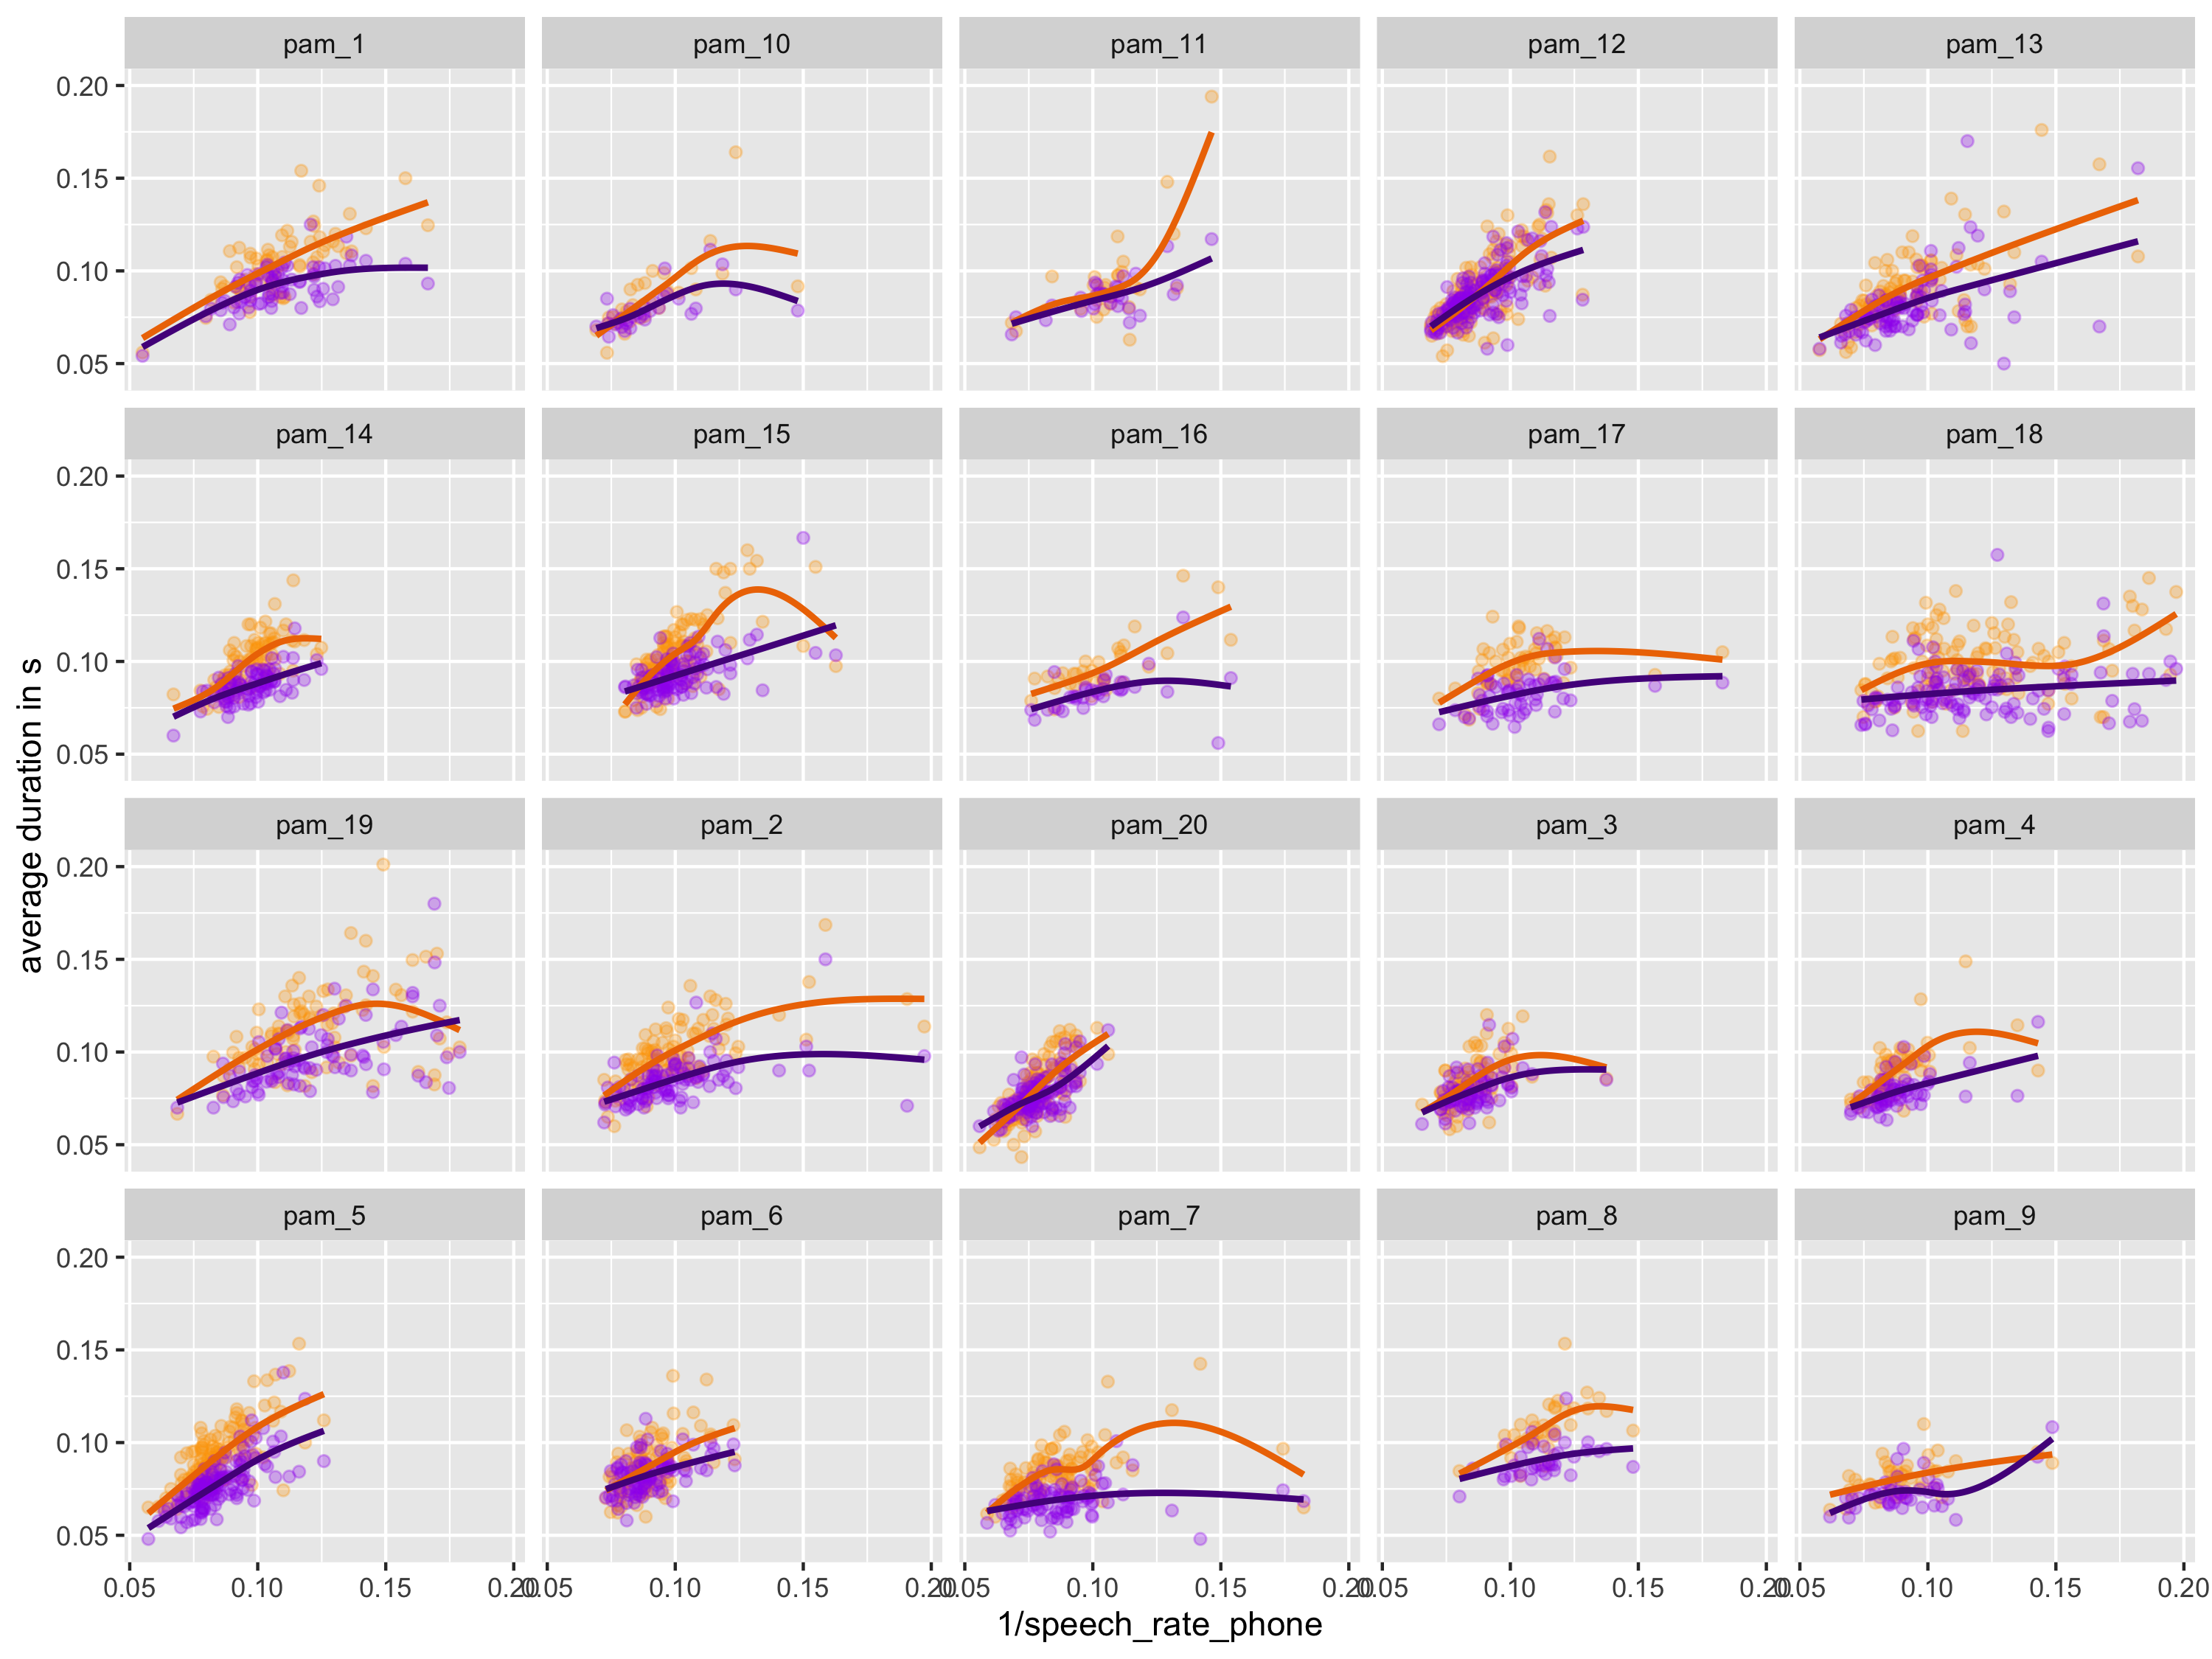 pam_1 pam_10 pam_11 pam_12 pam_13
0.20
0.15
0.10
0.05
pam_14 pam_15 pam_16 pam_17 pam_18
0.20
0.15
0.10
0.05
average duration in s
pam_19 pam_2 pam_20 pam_3 pam_4
0.20
0.15
0.10
0.05
pam_5 pam_6 pam_7 pam_8 pam_9
0.20
0.15
0.10
0.05
0.05 0.10 0.15 0.20 0.05 0.10 0.15 0.20 0.05 0.10 0.15 0.20 0.05 0.10 0.15 0.20 0.05 0.10 0.15 0.20
1/speech_rate_phone